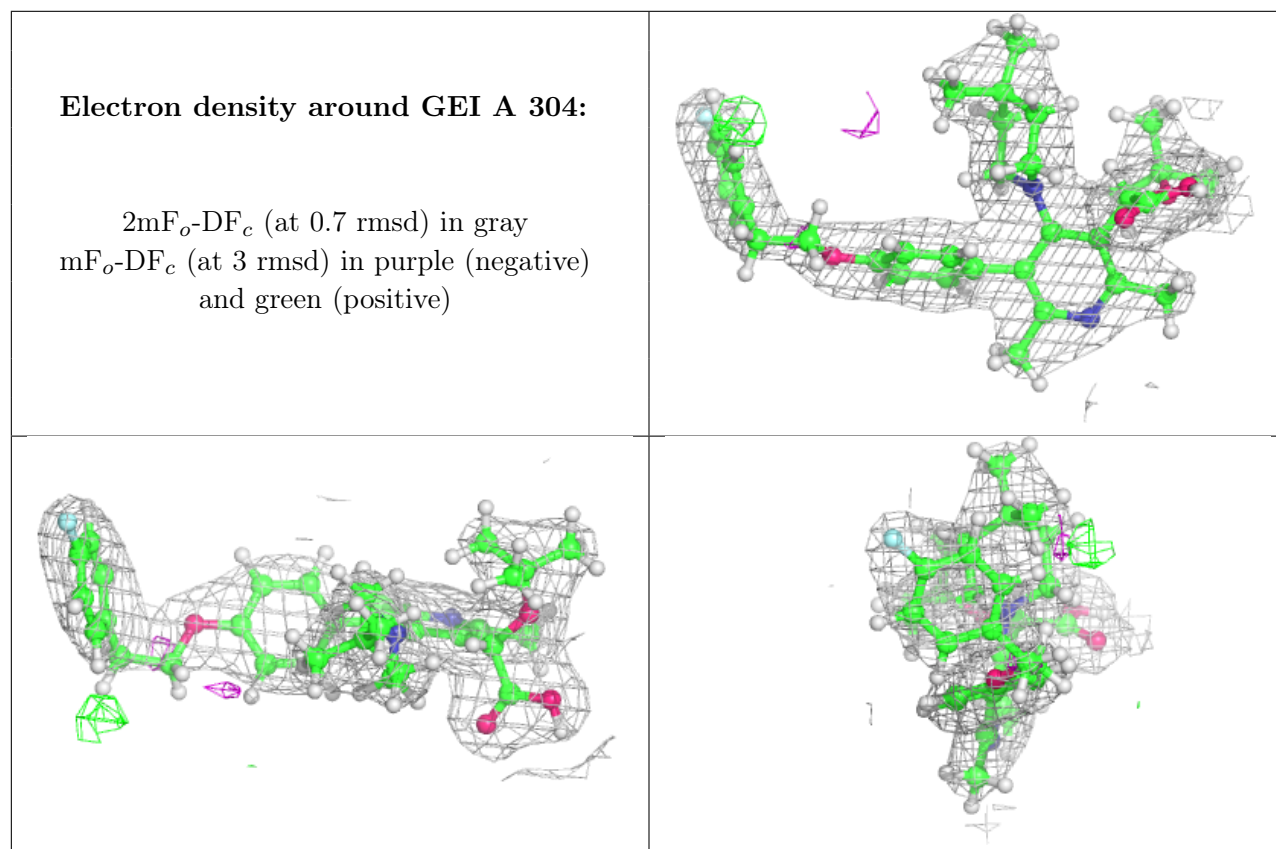 Electron density around GEI A 304:
2mFo-DFc (at 0.7 rmsd) in gray
mFo-DFc (at 3 rmsd) in purple (negative)
and green (positive)